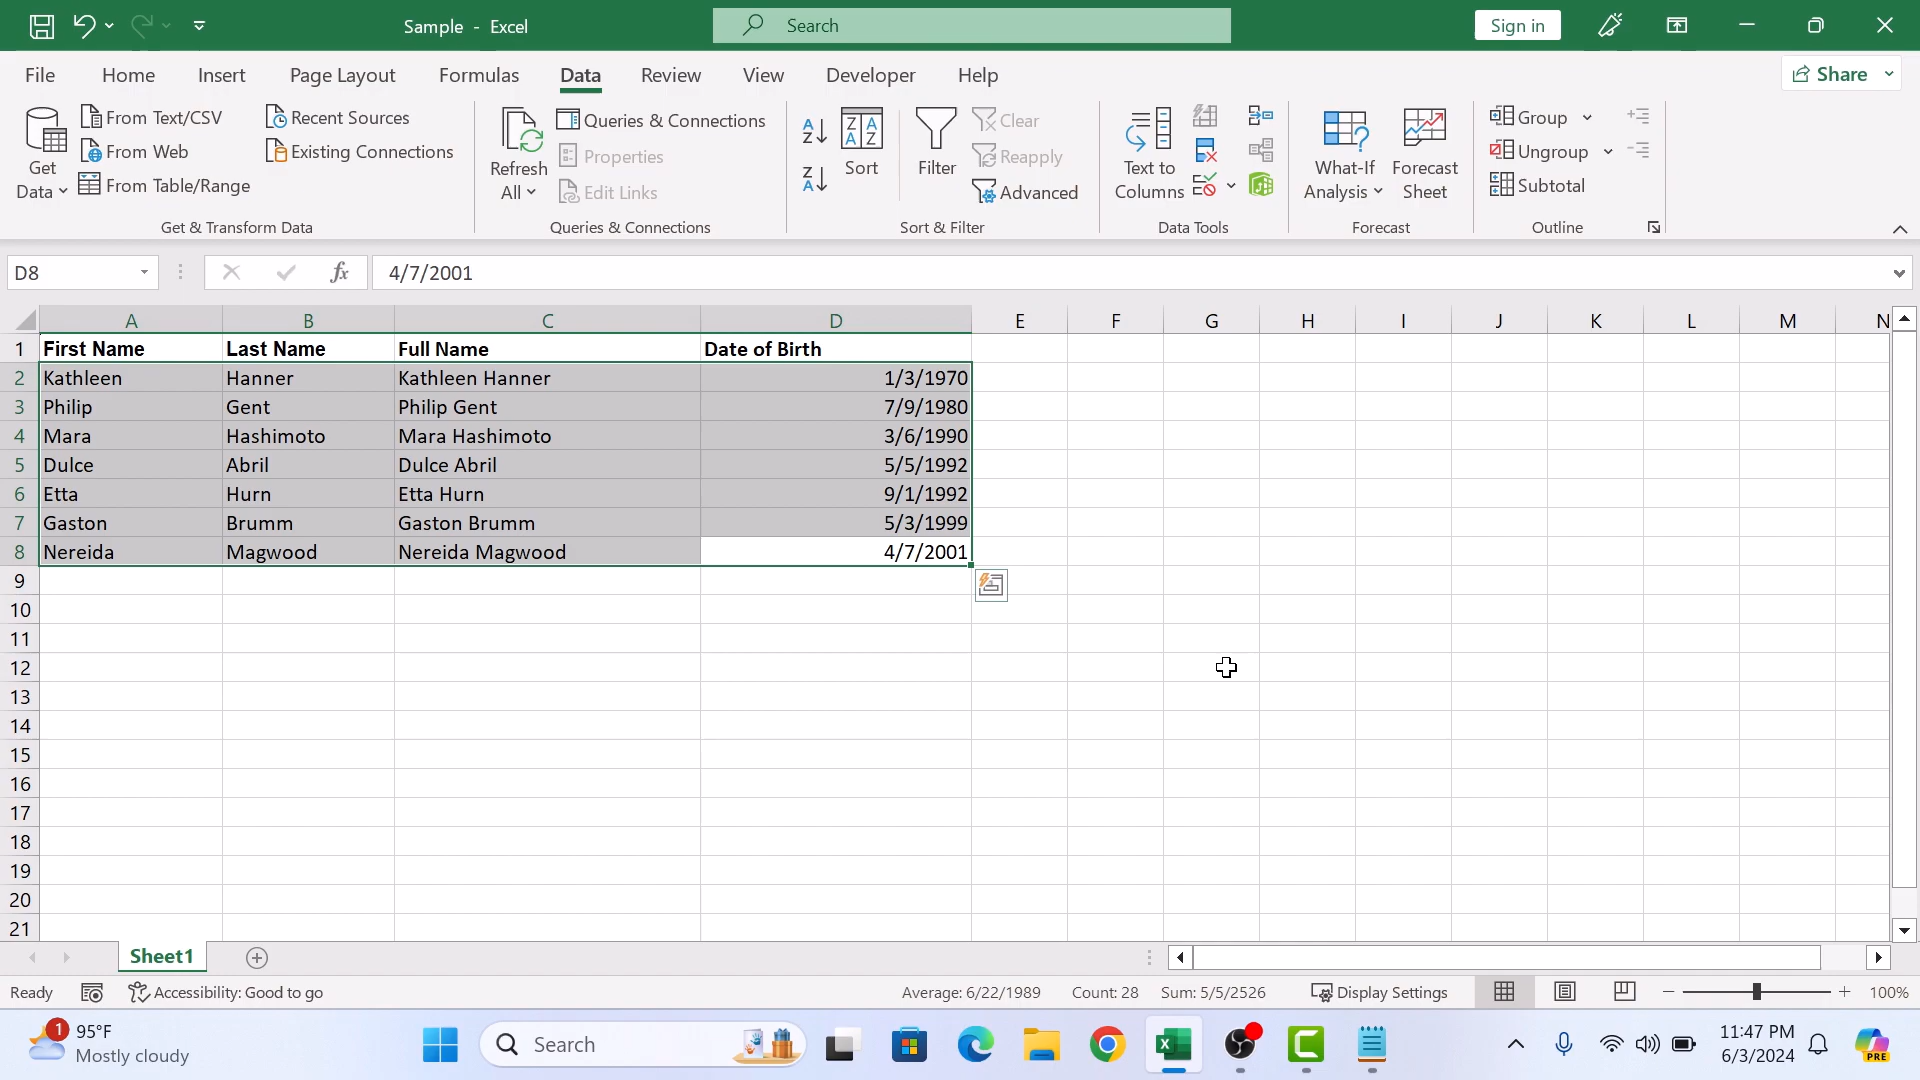 Sample - Excel
Search
Sign in
File Home Insert Page Layout Formulas Data Review View Developer Help
Share
Get Data
From Text/CSV
From Web
From Table/Range
Recent Sources
Existing Connections
Get & Transform Data
Refresh All
Queries & Connections
Properties
Edit Links
Queries & Connections
Sort
Filter
Clear
Reapply
Advanced
Sort & Filter
Text to Columns
Data Tools
What-If Analysis
Forecast Sheet
Forecast
Group
Ungroup
Subtotal
Outline
D8 fx 4/7/2001
A B C D E F G H I J K L M N
1 First Name Last Name Full Name Date of Birth
2 Kathleen Hanner Kathleen Hanner 1/3/1970
3 Philip Gent Philip Gent 7/9/1980
4 Mara Hashimoto Mara Hashimoto 3/6/1990
5 Dulce Abril Dulce Abril 5/5/1992
6 Etta Hurn Etta Hurn 9/1/1992
7 Gaston Brumm Gaston Brumm 5/3/1999
8 Nereida Magwood Nereida Magwood 4/7/2001
9
10
11
12
13
14
15
16
17
18
19
20
21
Sheet1
Ready Accessibility: Good to go Average: 6/22/1989 Count: 28 Sum: 5/5/2526 Display Settings 100%
1 95°F
Mostly cloudy
Search
11:47 PM
6/3/2024
PRE